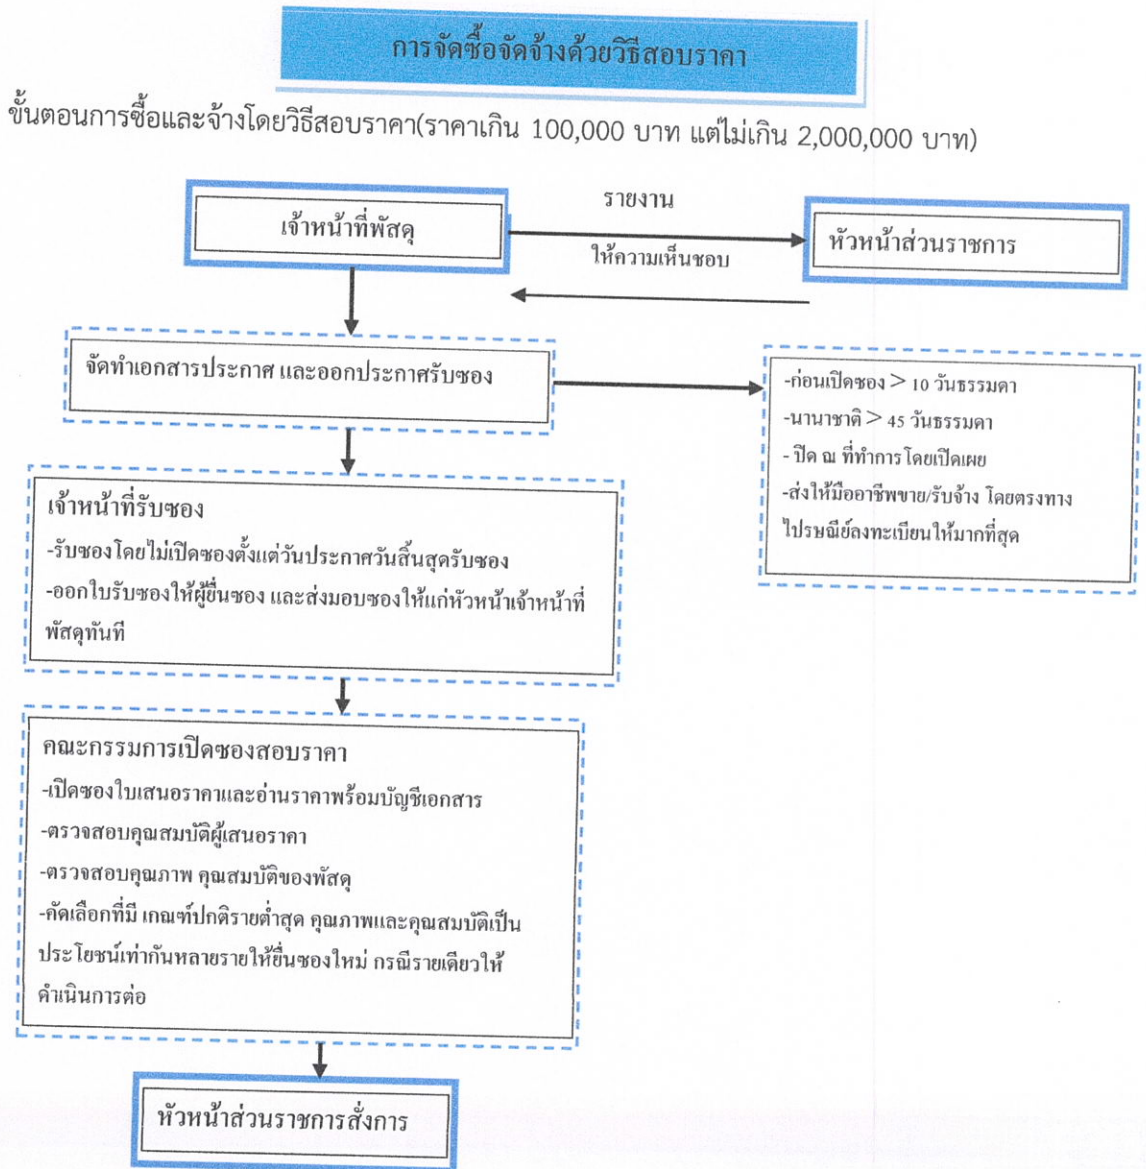 การจัดซื้อจัดจ้างด้วยวิธีสอบราคา
ขั้นตอนการซื้อและจ้างโดยวิธีสอบราคา(ราคาเกิน 100,000 บาท แต่ไม่เกิน 2,000,000 บาท)
เจ้าหน้าที่พัสดุ
รายงาน
ให้ความเห็นชอบ
หัวหน้าส่วนราชการ
จัดทำเอกสารประกาศ และออกประกาศรับซอง
-ก่อนเปิดซอง > 10 วันธรรมดา
-นานาชาติ > 45 วันธรรมดา
- ปิด ณ ที่ทำการโดยเปิดเผย
-ส่งให้มืออาชีพขาย/รับจ้าง โดยตรงทาง
ไปรษณีย์ลงทะเบียนให้มากที่สุด
เจ้าหน้าที่รับซอง
-รับซองโดยไม่เปิดซองตั้งแต่วันประกาศวันสิ้นสุดรับซอง
-ออกใบรับซองให้ผู้ยื่นซอง และส่งมอบซองให้แก่หัวหน้าเจ้าหน้าที่
พัสดุทันที
คณะกรรมการเปิดซองสอบราคา
-เปิดซองใบเสนอราคาและอ่านราคาพร้อมบัญชีเอกสาร
-ตรวจสอบคุณสมบัติผู้เสนอราคา
-ตรวจสอบคุณภาพ คุณสมบัติของพัสดุ
-คัดเลือกที่มี เกณฑ์ปกติรายต่ำสุด คุณภาพและคุณสมบัติเป็น
ประโยชน์เท่ากันหลายรายให้ยื่นซองใหม่ กรณีรายเดียวให้
ดำเนินการต่อ
หัวหน้าส่วนราชการสั่งการ